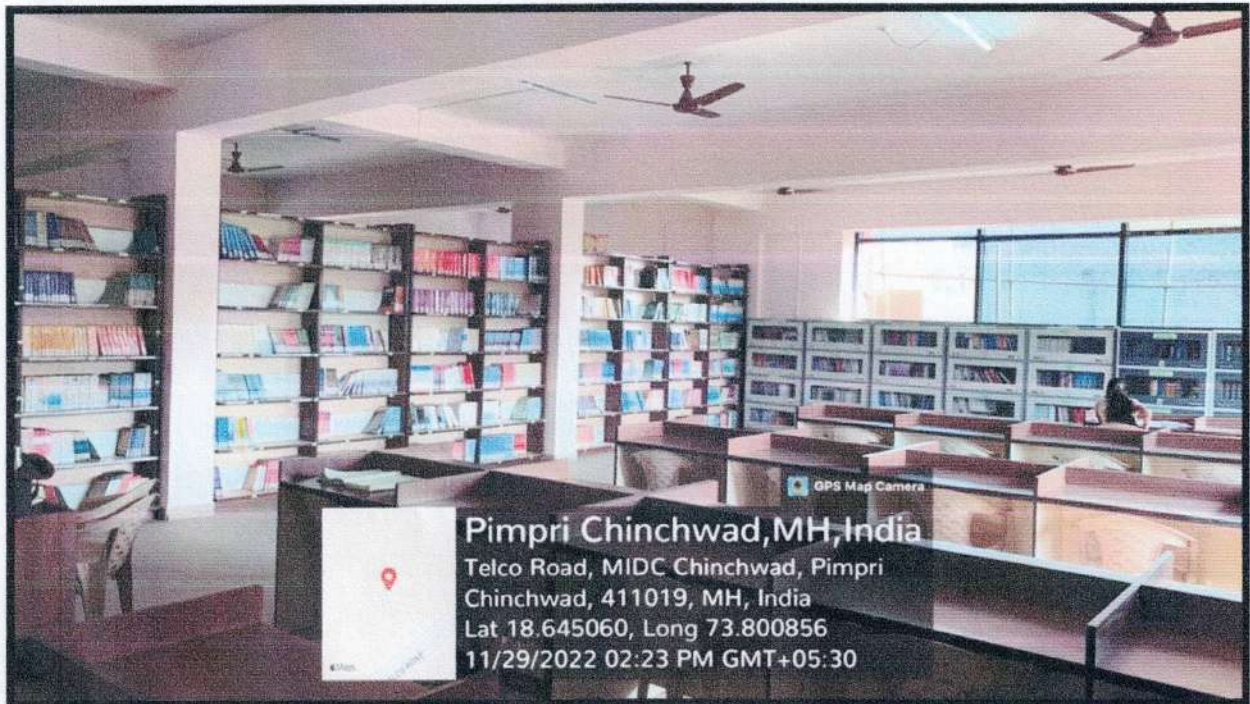 GPS Map Camera
Pimpri Chinchwad,MH,India
Telco Road, MIDC Chinchwad, Pimpri
Chinchwad, 411019, MH, India
Lat 18.645060, Long 73.800856
11/29/2022 02:23 PM GMT+05:30
Maps